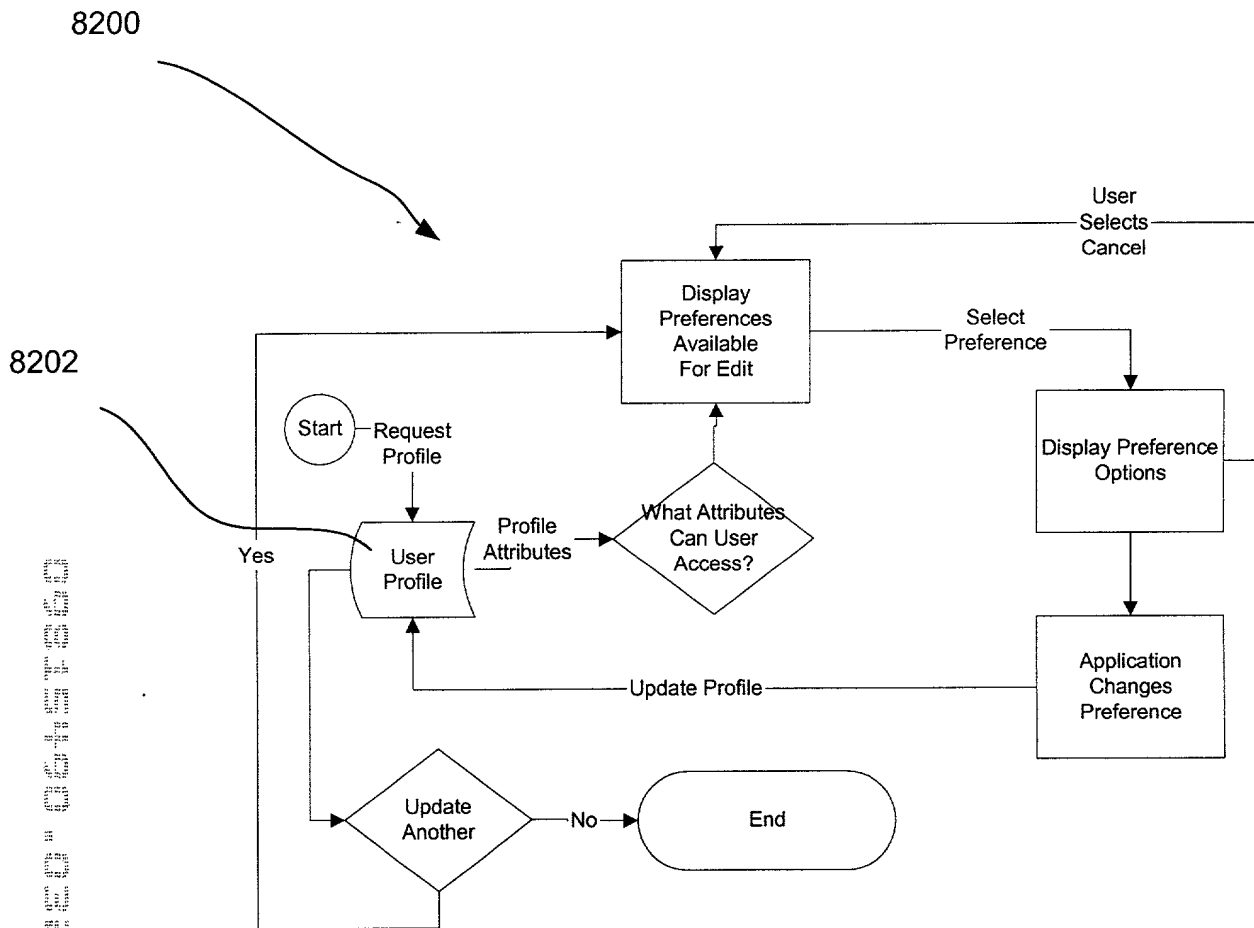 8200
User
Selects
Cancel
Display
Preferences
Available
For Edit
Select
Preference
8202
Start
Request
Profile
Display Preference
Options
What Attributes
Can User
Access?
Profile
Attributes
User
Profile
Yes
Application
Changes
Preference
Update Profile
Update
Another
No
End